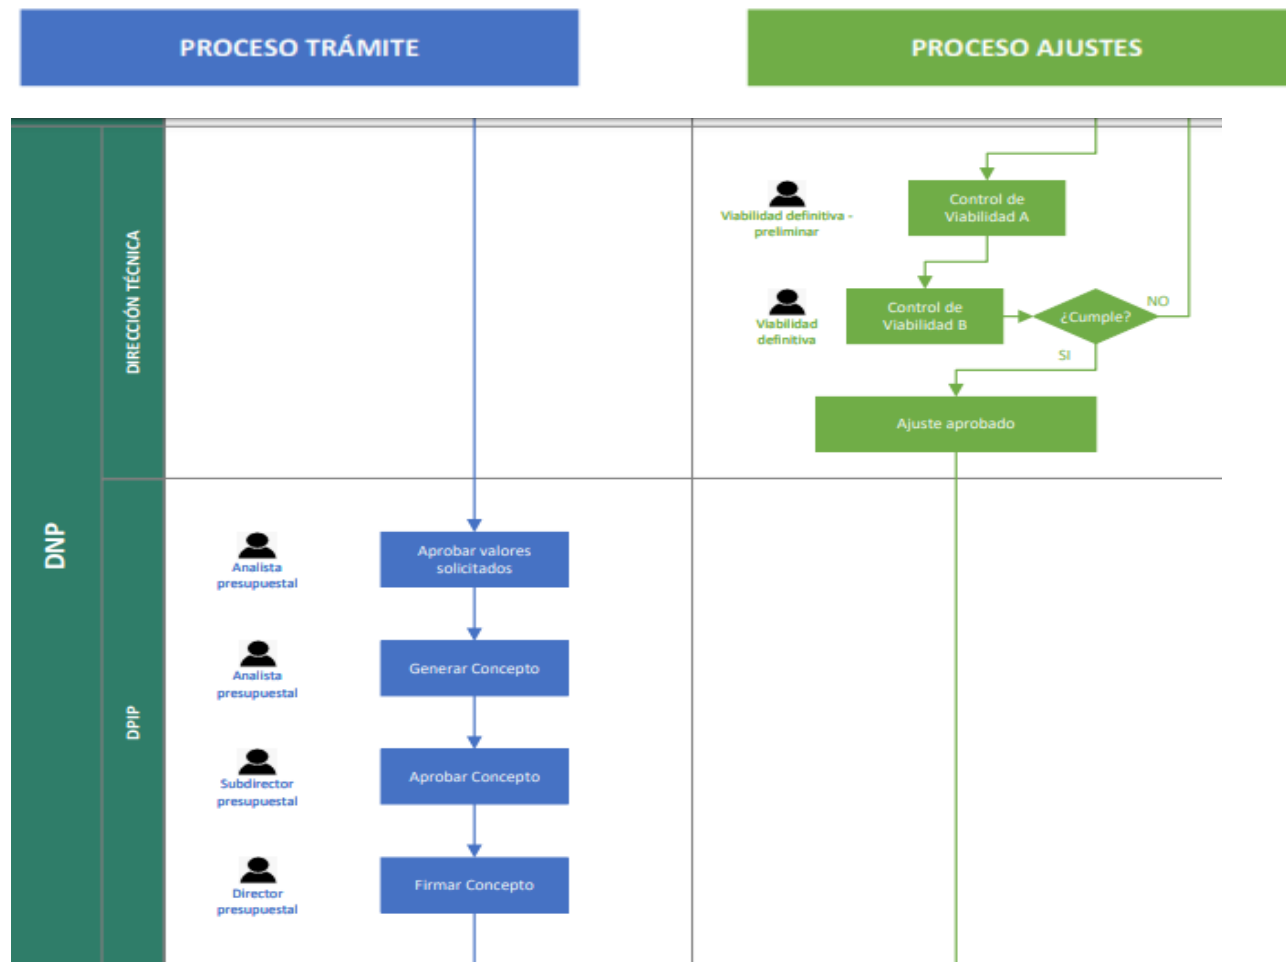 PROCESO TRÁMITE
PROCESO AJUSTES
DNP
DIRECCIÓN TÉCNICA
Viabilidad definitiva -
preliminar
Control de
Viabilidad A
Viabilidad
definitiva
Control de
Viabilidad B
¿Cumple?
NO
SI
Ajuste aprobado
DPIP
Analista
presupuestal
Aprobar valores
solicitados
Analista
presupuestal
Generar Concepto
Subdirector
presupuestal
Aprobar Concepto
Director
presupuestal
Firmar Concepto